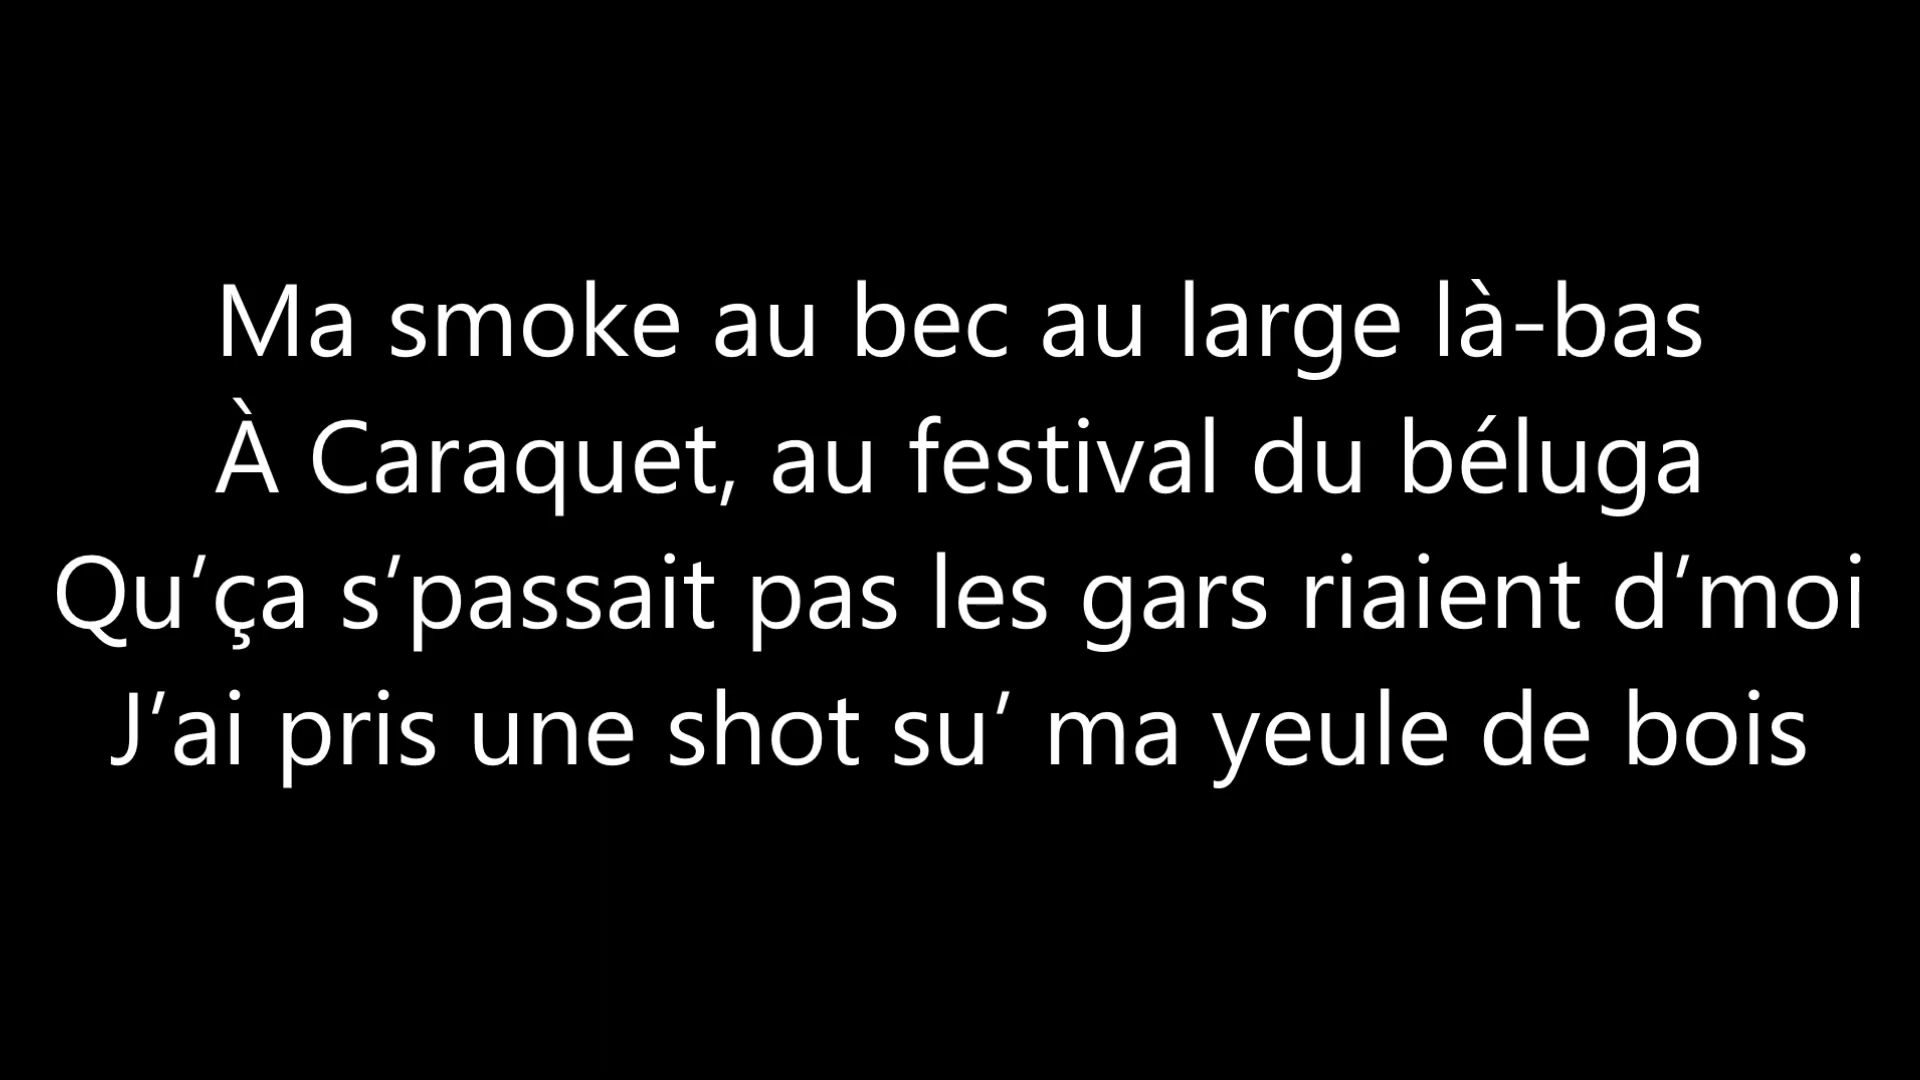 Ma smoke au bec au large là-bas
À Caraquet, au festival du béluga
Qu’ça s’passait pas les gars riaient d’moi
J’ai pris une shot su’ ma yeule de bois